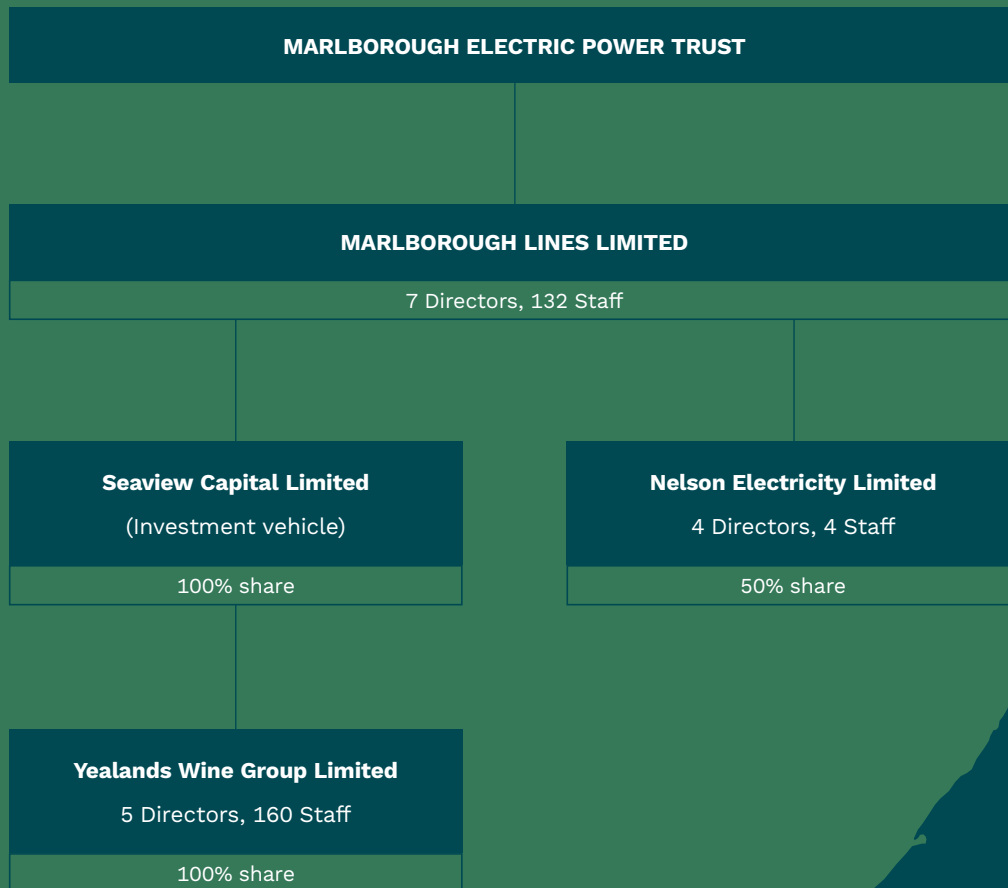 MARLBOROUGH ELECTRIC POWER TRUST
MARLBOROUGH LINES LIMITED
7 Directors, 132 Staff
Seaview Capital Limited
(Investment vehicle)
100% share
Nelson Electricity Limited
4 Directors, 4 Staff
50% share
Yealands Wine Group Limited
5 Directors, 160 Staff
100% share